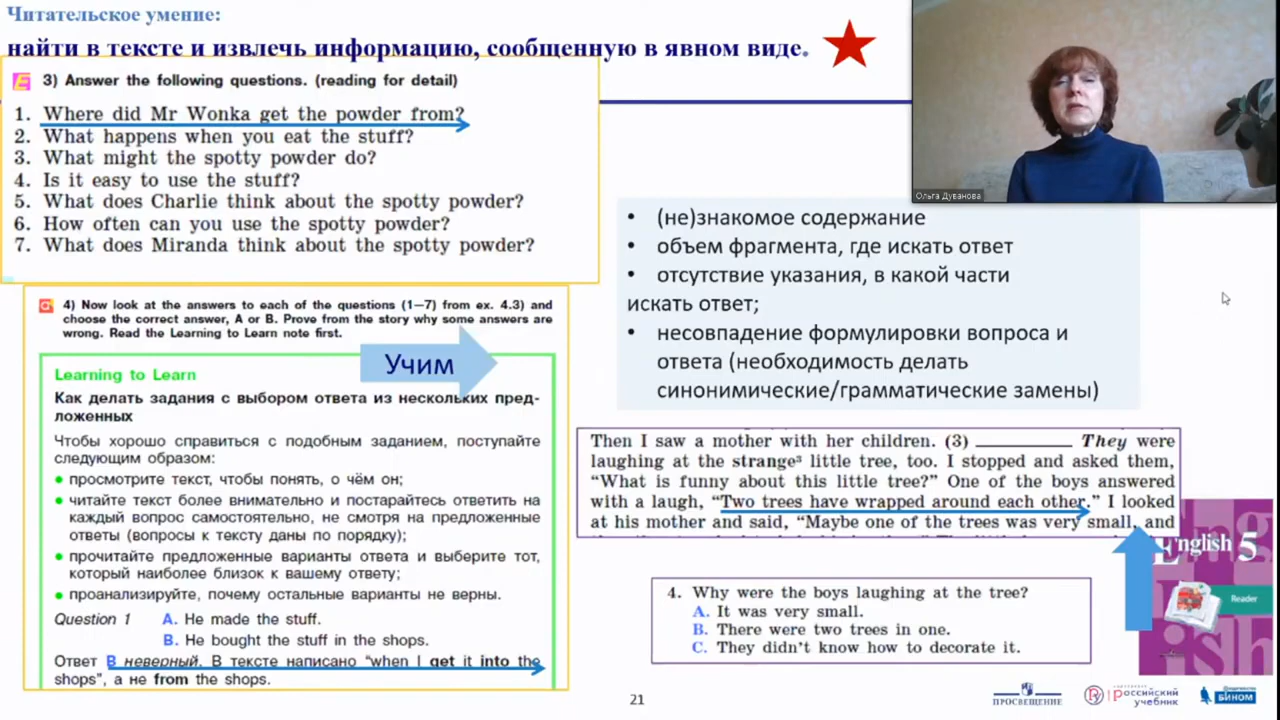 Читательское умение:
найти в тексте и извлечь информацию, сообщенную в явном виде.
3) Answer the following questions. (reading for detail)
1. Where did Mr Wonka get the powder from?
2. What happens when you eat the stuff?
3. What might the spotty powder do?
4. Is it easy to use the stuff?
5. What does Charlie think about the spotty powder?
6. How often can you use the spotty powder?
7. What does Miranda think about the spotty powder?
Ольга Дуванова
• (не)знакомое содержание
• объем фрагмента, где искать ответ
• отсутствие указания, в какой части
искать ответ;
• несовпадение формулировки вопроса и
ответа (необходимость делать
синонимические/грамматические замены)
4) Now look at the answers to each of the questions (1—7) from ex. 4.3) and
choose the correct answer, A or B. Prove from the story why some answers are
wrong. Read the Learning to Learn note first.
Учим
Learning to Learn
Как делать задания с выбором ответа из нескольких пред-
ложенных
Чтобы хорошо справиться с подобным заданием, поступайте
следующим образом:
• просмотрите текст, чтобы понять, о чём он;
• читайте текст более внимательно и постарайтесь ответить на
каждый вопрос самостоятельно, не смотря на предложенные
ответы (вопросы к тексту даны по порядку);
• прочитайте предложенные варианты ответа и выберите тот,
который наиболее близок к вашему ответу;
• проанализируйте, почему остальные варианты не верны.
Question 1 A. He made the stuff.
B. He bought the stuff in the shops.
Ответ B неверный. В тексте написано “when I get it into the
shops”, а не from the shops.
Then I saw a mother with her children. (3) __________ They were
laughing at the strange³ little tree, too. I stopped and asked them,
“What is funny about this little tree?” One of the boys answered
with a laugh, “Two trees have wrapped around each other.” I looked
at his mother and said, “Maybe one of the trees was very small, and
4. Why were the boys laughing at the tree?
A. It was very small.
B. There were two trees in one.
C. They didn’t know how to decorate it.
English 5
Reader
21
ПРОСВЕЩЕНИЕ
российский
учебник
БИНОМ